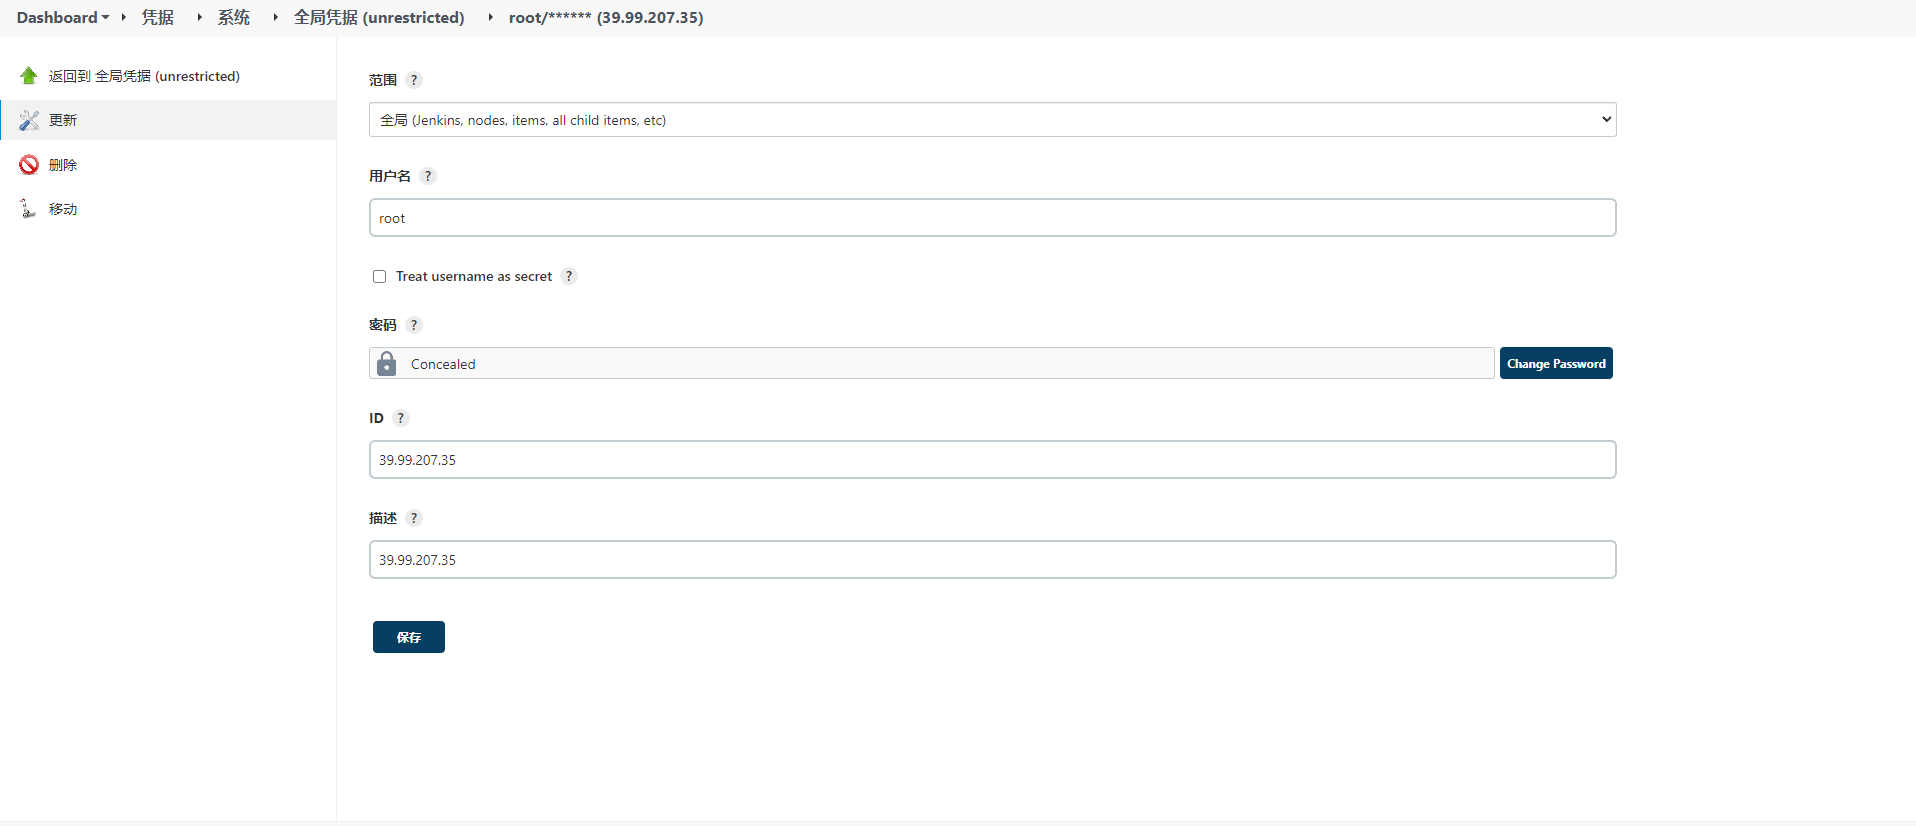 Dashboard 凭据 系统 全局凭据 (unrestricted) root/****** (39.99.207.35)
返回到 全局凭据 (unrestricted)
更新
删除
移动
范围 ?
全局 (Jenkins, nodes, items, all child items, etc)
用户名 ?
root
Treat username as secret ?
密码 ?
Concealed
Change Password
ID ?
39.99.207.35
描述 ?
39.99.207.35
保存